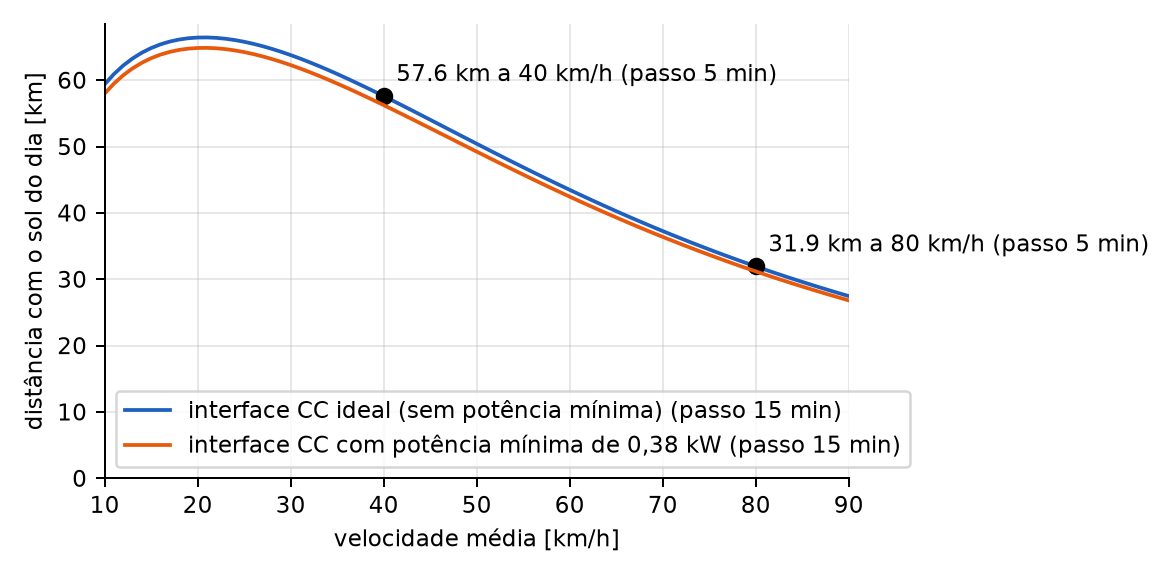 distância com o sol do dia [km]
60
50
40
30
20
10
0
57.6 km a 40 km/h (passo 5 min)
31.9 km a 80 km/h (passo 5 min)
interface CC ideal (sem potência mínima) (passo 15 min)
interface CC com potência mínima de 0,38 kW (passo 15 min)
10 20 30 40 50 60 70 80 90
velocidade média [km/h]